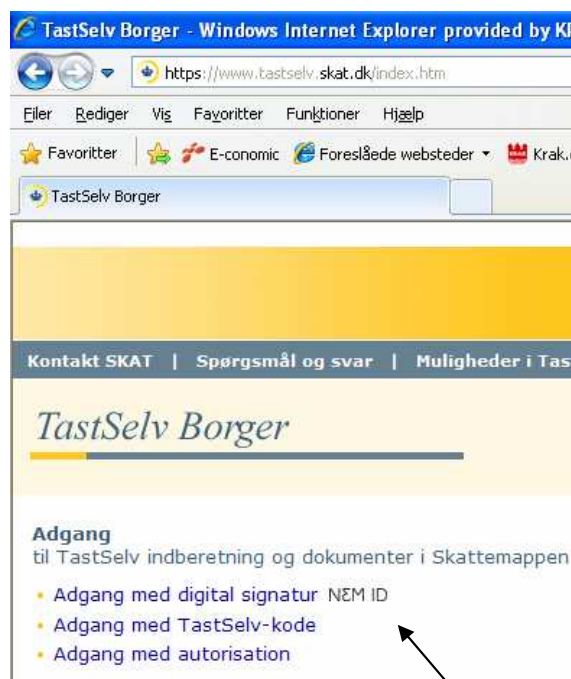 TastSelv Borger - Windows Internet Explorer provided by
https://www.tastselv.skat.dk/index.htm
Filer Rediger Vis Favoritter Funktioner Hjælp
Favoritter E-conomic Foreslåede websteder Krak.
TastSelv Borger
Kontakt SKAT | Spørgsmål og svar | Muligheder i Tas
TastSelv Borger
Adgang
til TastSelv indberetning og dokumenter i Skattemappen
Adgang med digital signatur NEM ID
Adgang med TastSelv-kode
Adgang med autorisation